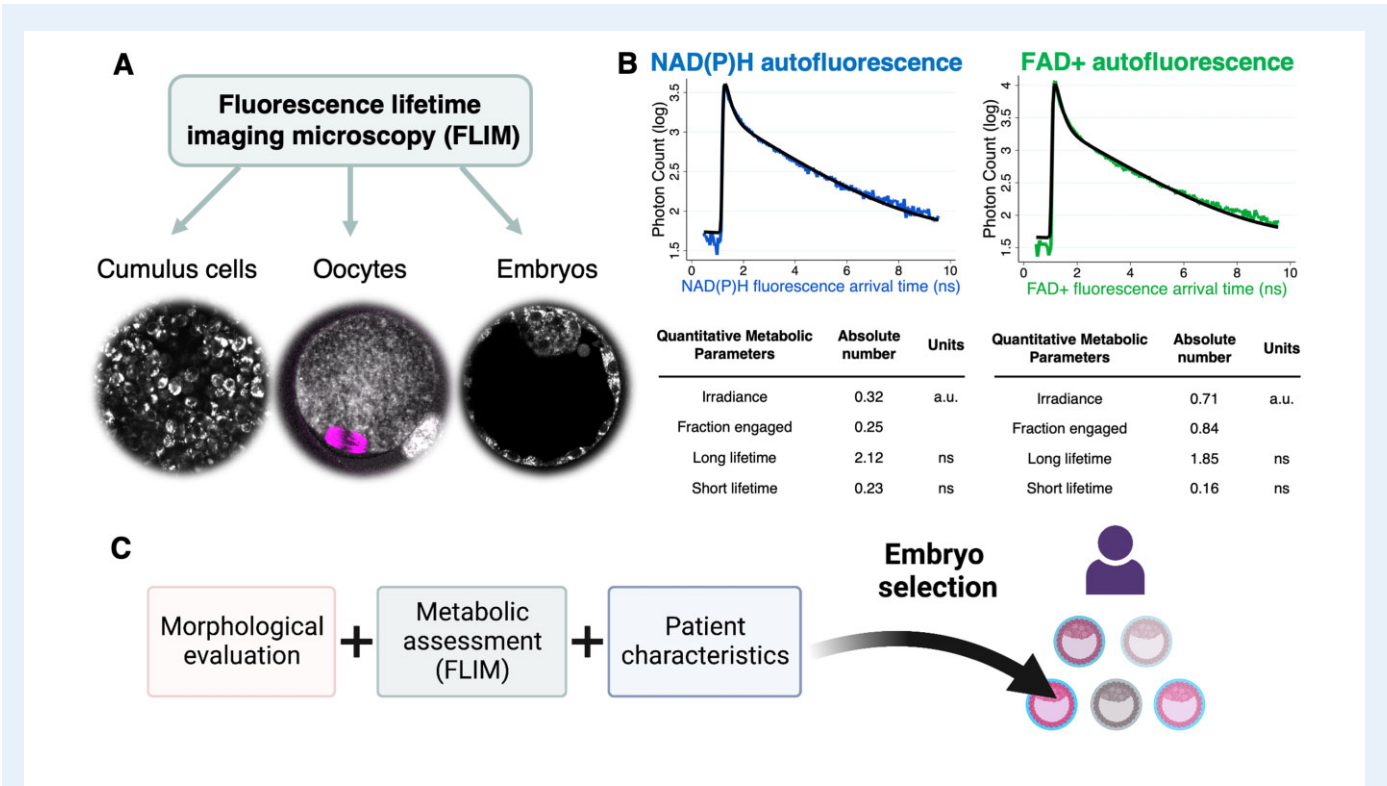 A
Fluorescence lifetime
imaging microscopy (FLIM)
Cumulus cells
Oocytes
Embryos
B
NAD(P)H autofluorescence
Photon Count (log)
3.5
3
2.5
2
1.5
0 2 4 6 8 10
NAD(P)H fluorescence arrival time (ns)
FAD+ autofluorescence
Photon Count (log)
4
3.5
3
2.5
2
1.5
0 2 4 6 8 10
FAD+ fluorescence arrival time (ns)
Quantitative Metabolic Parameters Absolute number Units
Irradiance 0.32 a.u.
Fraction engaged 0.25
Long lifetime 2.12 ns
Short lifetime 0.23 ns
Quantitative Metabolic Parameters Absolute number Units
Irradiance 0.71 a.u.
Fraction engaged 0.84
Long lifetime 1.85 ns
Short lifetime 0.16 ns
C
Morphological
evaluation
+
Metabolic
assessment
(FLIM)
+
Patient
characteristics
Embryo
selection